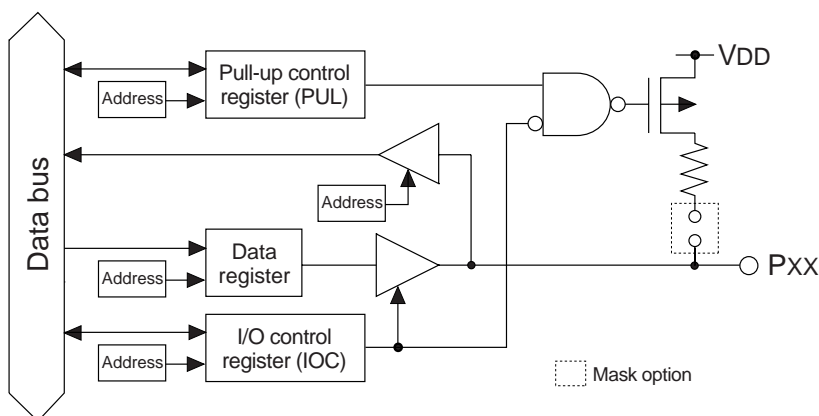 Data bus
Address
Pull-up control
register (PUL)
VDD
Address
Address
Data
register
PXX
Address
I/O control
register (IOC)
Mask option